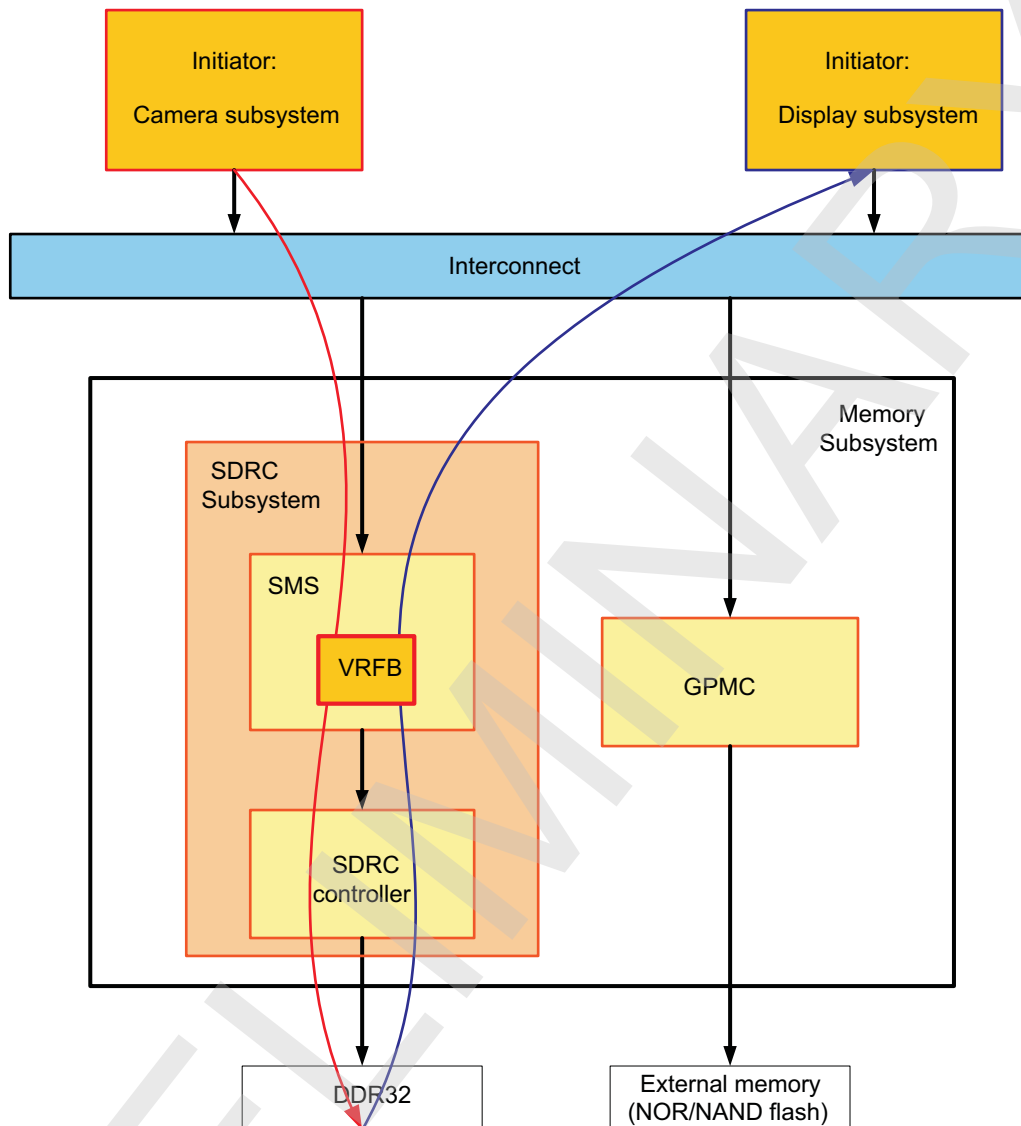 Initiator:
Camera subsystem
Initiator:
Display subsystem
Interconnect
Memory
Subsystem
SDRC
Subsystem
SMS
VRFB
GPMC
SDRC
controller
DDR32
External memory
(NOR/NAND flash)
ELIMINARY